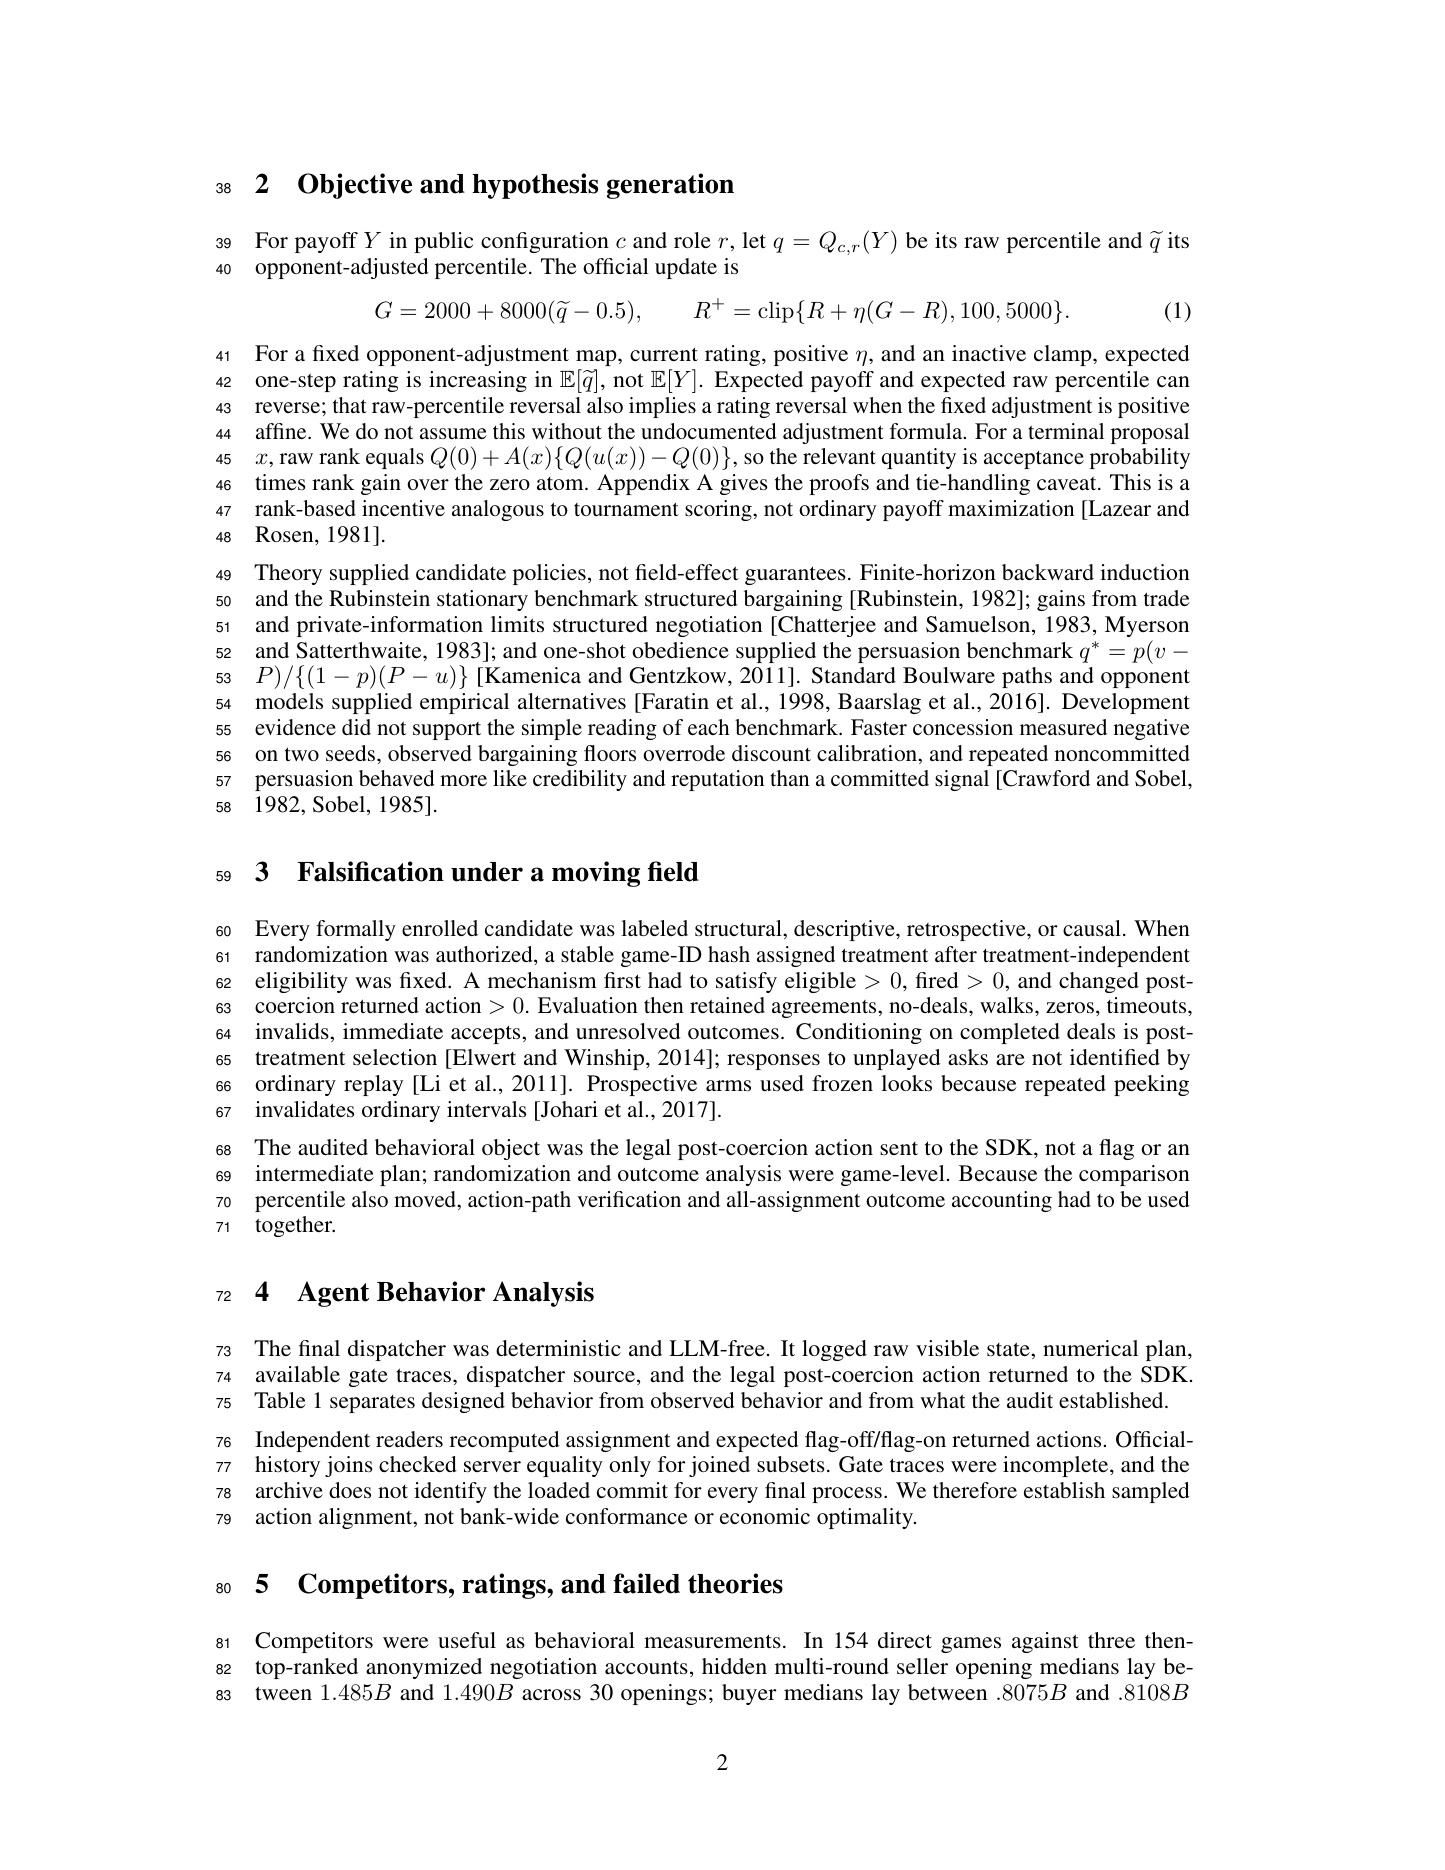 38 2 Objective and hypothesis generation
39 For payoff Y in public configuration c and role r, let q = Q_{c,r}(Y) be its raw percentile and q̃ its
40 opponent-adjusted percentile. The official update is
G = 2000 + 8000(q̃ − 0.5), R⁺ = clip{R + η(G − R), 100, 5000}. (1)
41 For a fixed opponent-adjustment map, current rating, positive η, and an inactive clamp, expected
42 one-step rating is increasing in 𝔼[q̃], not 𝔼[Y]. Expected payoff and expected raw percentile can
43 reverse; that raw-percentile reversal also implies a rating reversal when the fixed adjustment is positive
44 affine. We do not assume this without the undocumented adjustment formula. For a terminal proposal
45 x, raw rank equals Q(0) + A(x){Q(u(x)) − Q(0)}, so the relevant quantity is acceptance probability
46 times rank gain over the zero atom. Appendix A gives the proofs and tie-handling caveat. This is a
47 rank-based incentive analogous to tournament scoring, not ordinary payoff maximization [Lazear and
48 Rosen, 1981].
49 Theory supplied candidate policies, not field-effect guarantees. Finite-horizon backward induction
50 and the Rubinstein stationary benchmark structured bargaining [Rubinstein, 1982]; gains from trade
51 and private-information limits structured negotiation [Chatterjee and Samuelson, 1983, Myerson
52 and Satterthwaite, 1983]; and one-shot obedience supplied the persuasion benchmark q* = p(v −
53 P)/{(1 − p)(P − u)} [Kamenica and Gentzkow, 2011]. Standard Boulware paths and opponent
54 models supplied empirical alternatives [Faratin et al., 1998, Baarslag et al., 2016]. Development
55 evidence did not support the simple reading of each benchmark. Faster concession measured negative
56 on two seeds, observed bargaining floors overrode discount calibration, and repeated noncommitted
57 persuasion behaved more like credibility and reputation than a committed signal [Crawford and Sobel,
58 1982, Sobel, 1985].
59 3 Falsification under a moving field
60 Every formally enrolled candidate was labeled structural, descriptive, retrospective, or causal. When
61 randomization was authorized, a stable game-ID hash assigned treatment after treatment-independent
62 eligibility was fixed. A mechanism first had to satisfy eligible > 0, fired > 0, and changed post-
63 coercion returned action > 0. Evaluation then retained agreements, no-deals, walks, zeros, timeouts,
64 invalids, immediate accepts, and unresolved outcomes. Conditioning on completed deals is post-
65 treatment selection [Elwert and Winship, 2014]; responses to unplayed asks are not identified by
66 ordinary replay [Li et al., 2011]. Prospective arms used frozen looks because repeated peeking
67 invalidates ordinary intervals [Johari et al., 2017].
68 The audited behavioral object was the legal post-coercion action sent to the SDK, not a flag or an
69 intermediate plan; randomization and outcome analysis were game-level. Because the comparison
70 percentile also moved, action-path verification and all-assignment outcome accounting had to be used
71 together.
72 4 Agent Behavior Analysis
73 The final dispatcher was deterministic and LLM-free. It logged raw visible state, numerical plan,
74 available gate traces, dispatcher source, and the legal post-coercion action returned to the SDK.
75 Table 1 separates designed behavior from observed behavior and from what the audit established.
76 Independent readers recomputed assignment and expected flag-off/flag-on returned actions. Official-
77 history joins checked server equality only for joined subsets. Gate traces were incomplete, and the
78 archive does not identify the loaded commit for every final process. We therefore establish sampled
79 action alignment, not bank-wide conformance or economic optimality.
80 5 Competitors, ratings, and failed theories
81 Competitors were useful as behavioral measurements. In 154 direct games against three then-
82 top-ranked anonymized negotiation accounts, hidden multi-round seller opening medians lay be-
83 tween 1.485B and 1.490B across 30 openings; buyer medians lay between .8075B and .8108B
2